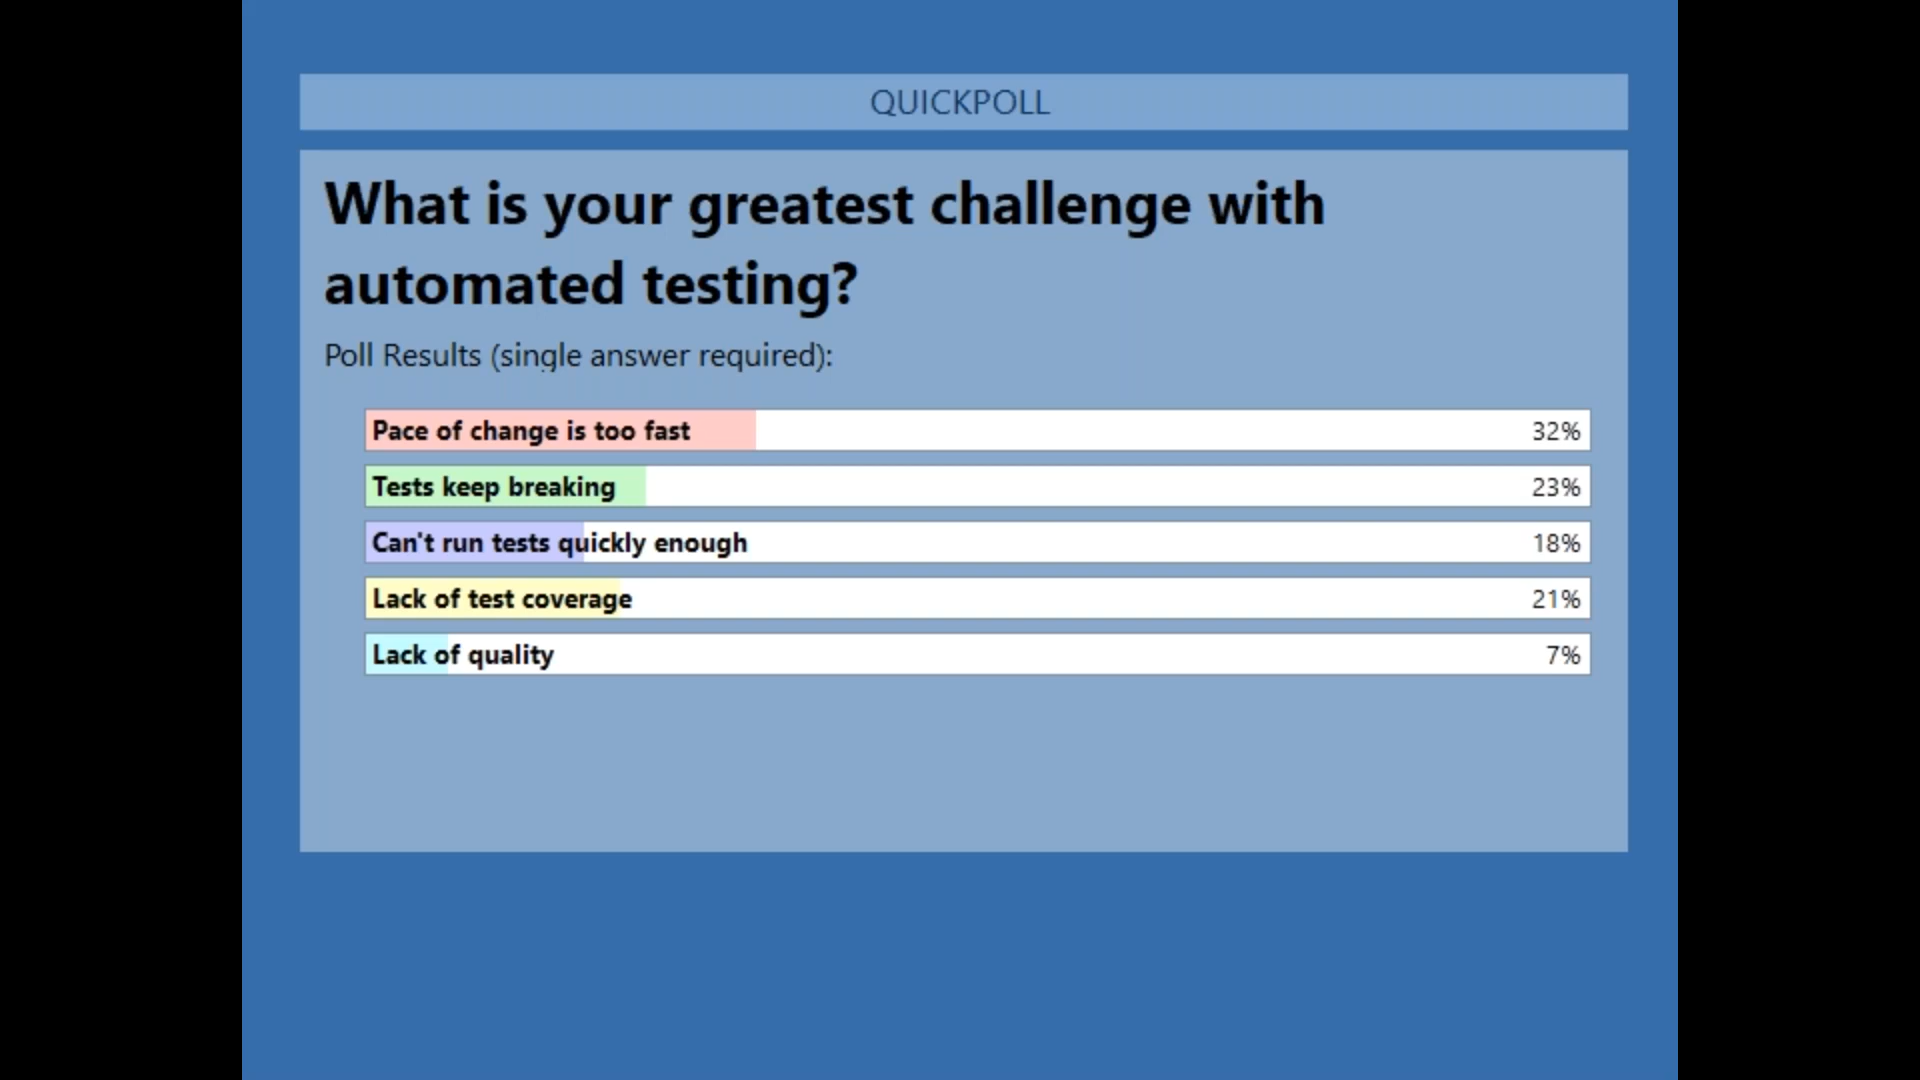 QUICKPOLL
What is your greatest challenge with
automated testing?
Poll Results (single answer required):
Pace of change is too fast 32%
Tests keep breaking 23%
Can't run tests quickly enough 18%
Lack of test coverage 21%
Lack of quality 7%